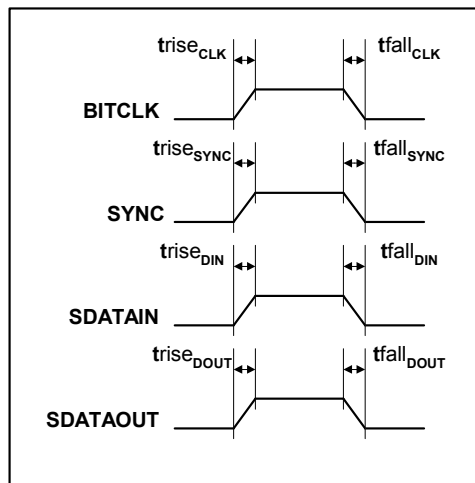 triseCLK tfallCLK
BITCLK
triseSYNC tfallSYNC
SYNC
triseDIN tfallDIN
SDATAIN
triseDOUT tfallDOUT
SDATAOUT